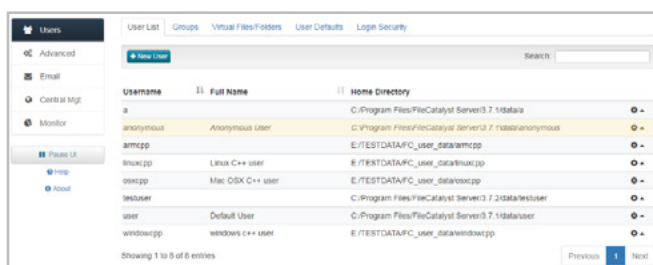 Users
Advanced
Email
Central Mgt
Monitor
Pause UI
Help
About
User List Groups Virtual Files/Folders User Defaults Login Security
New User Search:
Username Full Name Home Directory
a C:/Program Files/FileCatalyst Server/3.7.1/data/a
anonymous Anonymous User C:\Program Files/FileCatalyst Server/3.7.1\data\anonymous
armcpp E:/TESTDATA/FC_user_data/armcpp
linuxcpp Linux C++ user E:/TESTDATA/FC_user_data/linuxcpp
osxcpp Mac OSX C++ user E:/TESTDATA/FC_user_data/osxcpp
testuser C:/Program Files/FileCatalyst Server/3.7.2/data/testuser
user Default User C:/Program Files/FileCatalyst Server/3.7.1/data/user
windowcpp windows c++ user E:/TESTDATA/FC_user_data/windowcpp
Showing 1 to 8 of 8 entries Previous 1 Next